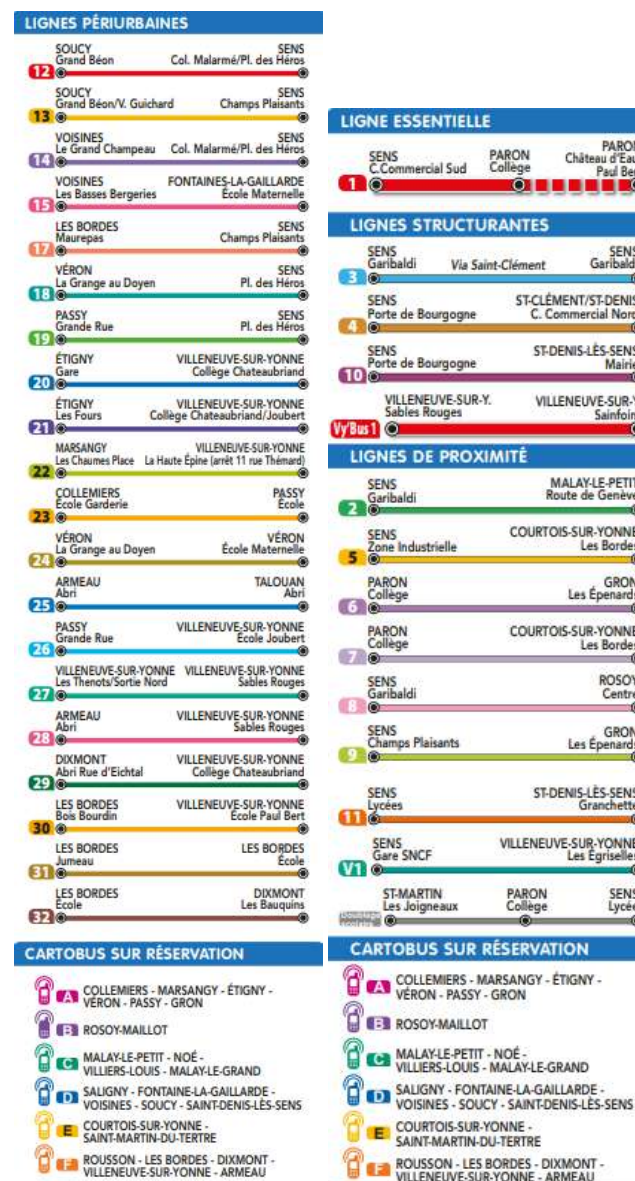 LIGNES PÉRIURBAINES
SOUCY SENS
Grand Béon Col. Malarmé/Pl. des Héros
12
SOUCY SENS
Grand Béon/V. Guichard Champs Plaisants
13
VOISINES SENS
Le Grand Champeau Col. Malarmé/Pl. des Héros
14
VOISINES FONTAINES-LA-GAILLARDE
Les Basses Bergeries École Maternelle
15
LES BORDES SENS
Maurepas Champs Plaisants
17
VÉRON SENS
La Grange au Doyen Pl. des Héros
18
PASSY SENS
Grande Rue Pl. des Héros
19
ÉTIGNY VILLENEUVE-SUR-YONNE
Gare Collège Chateaubriand
20
ÉTIGNY VILLENEUVE-SUR-YONNE
Les Fours Collège Chateaubriand/Joubert
21
MARSANGY VILLENEUVE-SUR-YONNE
Les Chaumes Place La Haute Épine (arrêt 11 rue Thémard)
22
COLLEMIERS PASSY
École Garderie École
23
VÉRON VÉRON
La Grange au Doyen École Maternelle
24
ARMEAU TALOUAN
Abri Abri
25
PASSY VILLENEUVE-SUR-YONNE
Grande Rue École Joubert
26
VILLENEUVE-SUR-YONNE VILLENEUVE-SUR-YONNE
Les Thenots/Sortie Nord Sables Rouges
27
ARMEAU VILLENEUVE-SUR-YONNE
Abri Sables Rouges
28
DIXMONT VILLENEUVE-SUR-YONNE
Abri Rue d'Eichtal Collège Chateaubriand
29
LES BORDES VILLENEUVE-SUR-YONNE
Bois Bourdin École Paul Bert
30
LES BORDES LES BORDES
Jumeau École
31
LES BORDES DIXMONT
École Les Bauquins
32
CARTOBUS SUR RÉSERVATION
A COLLEMIERS - MARSANGY - ÉTIGNY -
VÉRON - PASSY - GRON
B ROSOY-MAILLOT
C MALAY-LE-PETIT - NOÉ -
VILLIERS-LOUIS - MALAY-LE-GRAND
D SALIGNY - FONTAINE-LA-GAILLARDE -
VOISINES - SOUCY - SAINT-DENIS-LÈS-SENS
E COURTOIS-SUR-YONNE -
SAINT-MARTIN-DU-TERTRE
F ROUSSON - LES BORDES - DIXMONT -
VILLENEUVE-SUR-YONNE - ARMEAU
LIGNE ESSENTIELLE
SENS PARON PARON
C.Commercial Sud Collège Château d'Eau
Paul Ber
1
LIGNES STRUCTURANTES
SENS SENS
Garibaldi Via Saint-Clément Garibald
3
SENS ST-CLÉMENT/ST-DENIS
Porte de Bourgogne C. Commercial Nord
4
SENS ST-DENIS-LÈS-SENS
Porte de Bourgogne Mairie
10
VILLENEUVE-SUR-Y. VILLENEUVE-SUR-Y
Sables Rouges Sainfoin
Vy'Bus 1
LIGNES DE PROXIMITÉ
SENS MALAY-LE-PETIT
Garibaldi Route de Genève
2
SENS COURTOIS-SUR-YONNE
Zone Industrielle Les Bordes
5
PARON GRON
Collège Les Épenards
6
PARON COURTOIS-SUR-YONNE
Collège Les Bordes
7
SENS ROSOY
Garibaldi Centre
8
SENS GRON
Champs Plaisants Les Épenards
9
SENS ST-DENIS-LÈS-SENS
Lycées Granchette
11
SENS VILLENEUVE-SUR-YONNE
Gare SNCF Les Égriselles
V1
ST-MARTIN PARON SENS
Les Joigneaux Collège Lycée
CARTOBUS SUR RÉSERVATION
A COLLEMIERS - MARSANGY - ÉTIGNY -
VÉRON - PASSY - GRON
B ROSOY-MAILLOT
C MALAY-LE-PETIT - NOÉ -
VILLIERS-LOUIS - MALAY-LE-GRAND
D SALIGNY - FONTAINE-LA-GAILLARDE -
VOISINES - SOUCY - SAINT-DENIS-LÈS-SENS
E COURTOIS-SUR-YONNE -
SAINT-MARTIN-DU-TERTRE
F ROUSSON - LES BORDES - DIXMONT -
VILLENEUVE-SUR-YONNE - ARMEAU